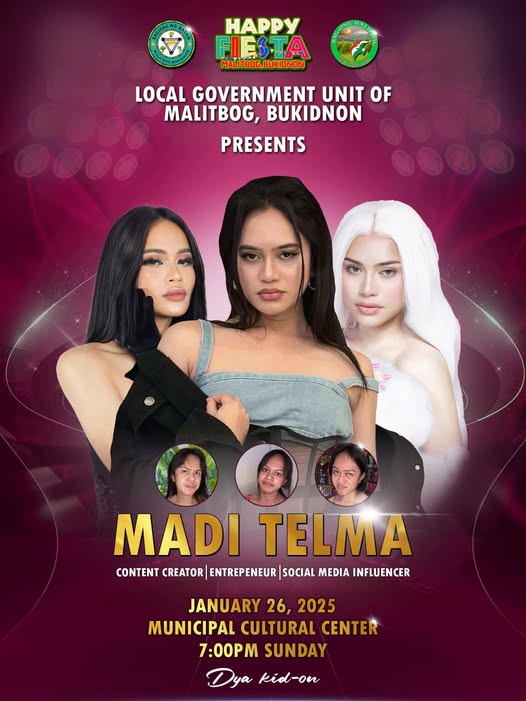 HAPPY
FIESTA
MALITBOG, BUKIDNON
LOCAL GOVERNMENT UNIT OF
MALITBOG, BUKIDNON
PRESENTS
MADI TELMA
CONTENT CREATOR|ENTREPENEUR|SOCIAL MEDIA INFLUENCER
JANUARY 26, 2025
MUNICIPAL CULTURAL CENTER
7:00PM SUNDAY
Dya kid-on